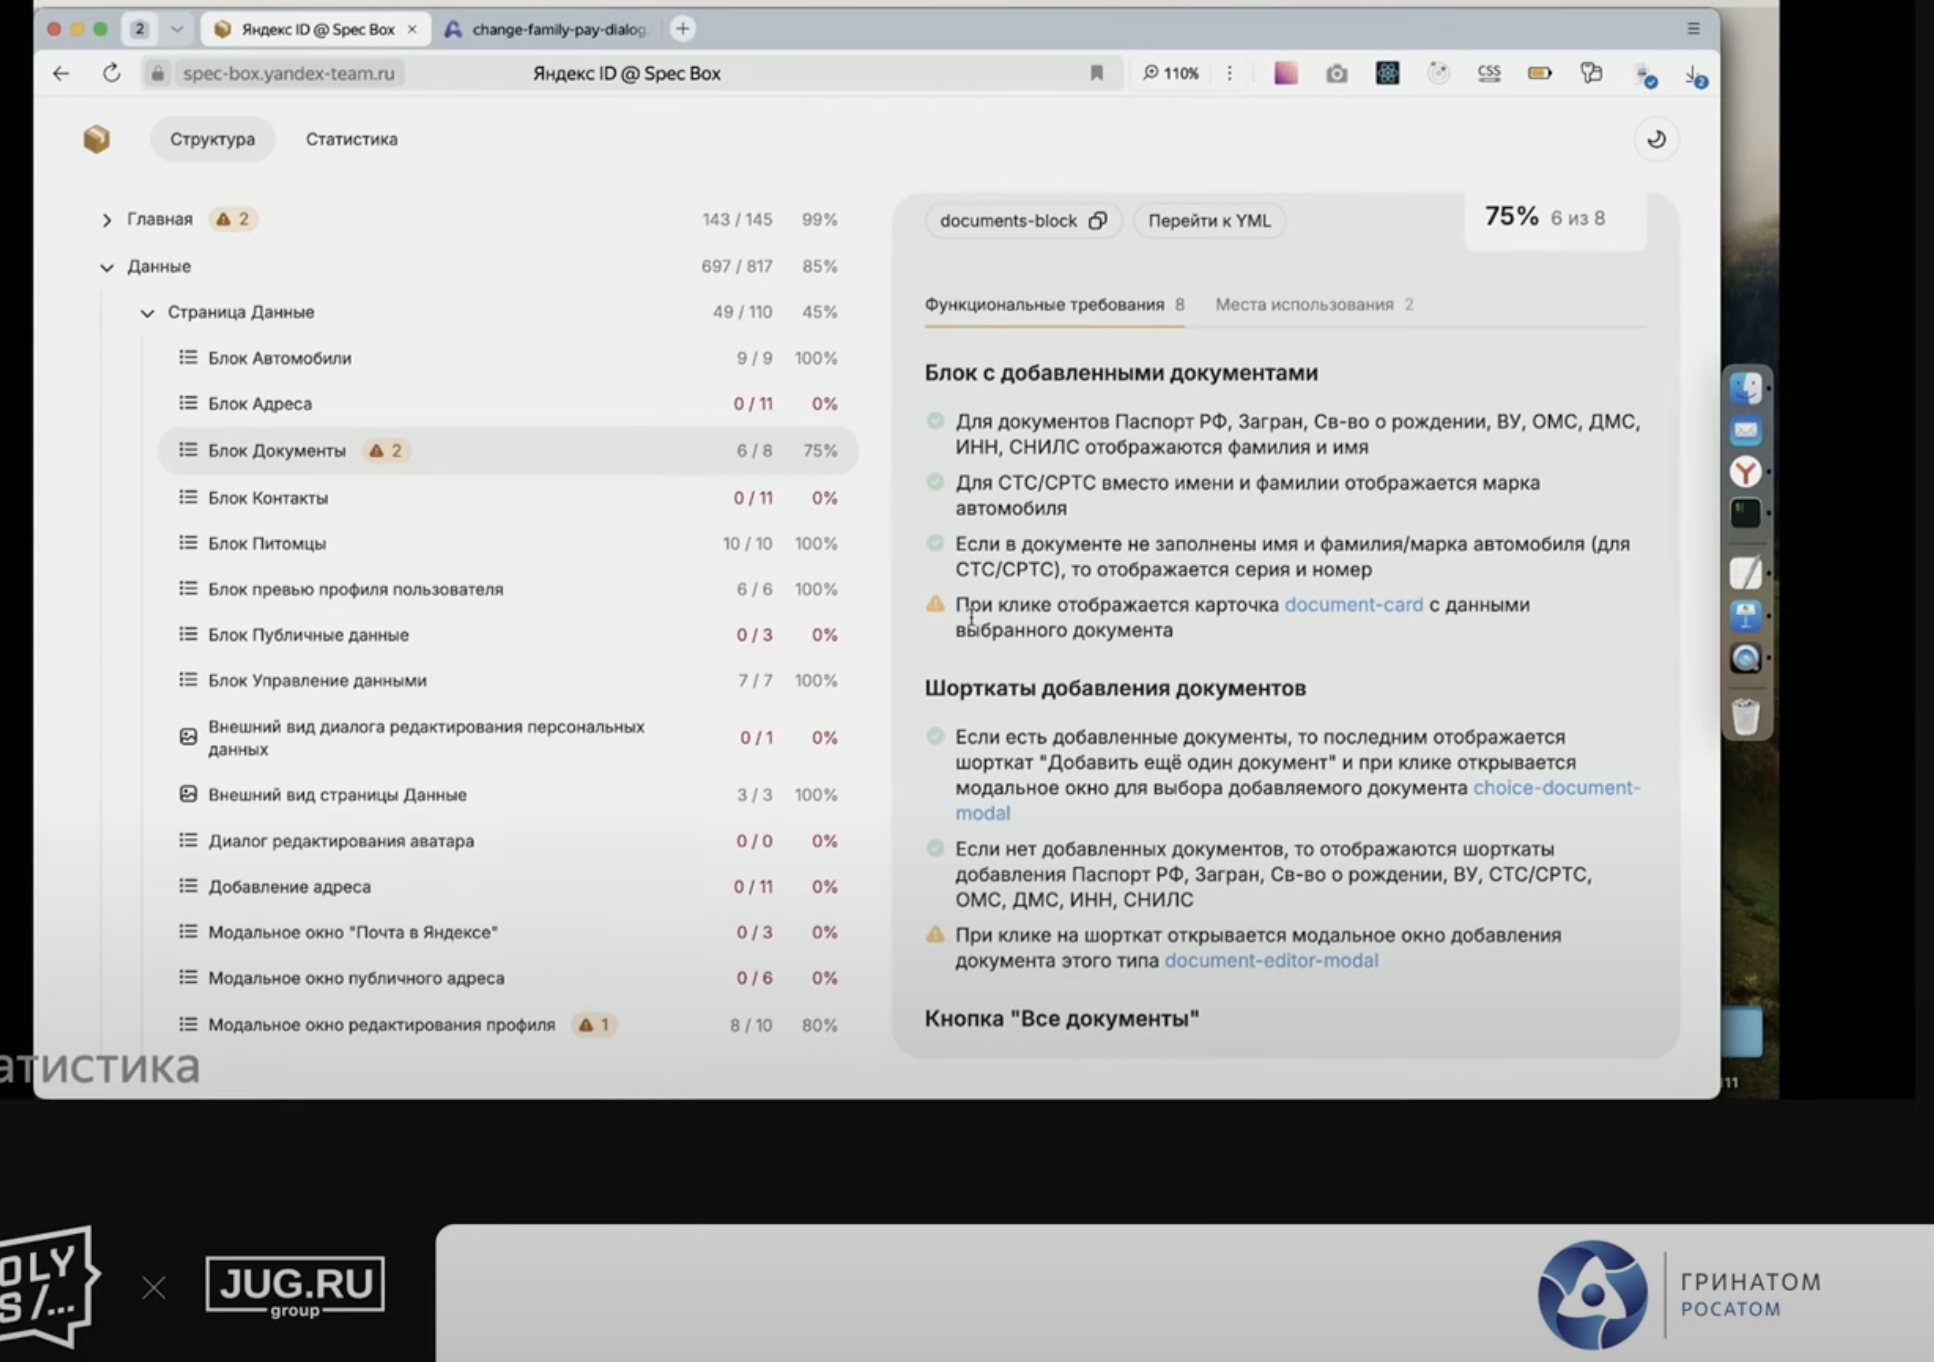 2
Яндекс ID @ Spec Box
change-family-pay-dialog
spec-box.yandex-team.ru
Яндекс ID @ Spec Box
110%
CSS
2
Структура
Статистика
Главная 2 143 / 145 99%
Данные 697 / 817 85%
Страница Данные 49 / 110 45%
Блок Автомобили 9 / 9 100%
Блок Адреса 0 / 11 0%
Блок Документы 2 6 / 8 75%
Блок Контакты 0 / 11 0%
Блок Питомцы 10 / 10 100%
Блок превью профиля пользователя 6 / 6 100%
Блок Публичные данные 0 / 3 0%
Блок Управление данными 7 / 7 100%
Внешний вид диалога редактирования персональных
данных 0 / 1 0%
Внешний вид страницы Данные 3 / 3 100%
Диалог редактирования аватара 0 / 0 0%
Добавление адреса 0 / 11 0%
Модальное окно "Почта в Яндексе" 0 / 3 0%
Модальное окно публичного адреса 0 / 6 0%
Модальное окно редактирования профиля 1 8 / 10 80%
documents-block
Перейти к YML
75% 6 из 8
Функциональные требования 8
Места использования 2
Блок с добавленными документами
Для документов Паспорт РФ, Загран, Св-во о рождении, ВУ, ОМС, ДМС,
ИНН, СНИЛС отображаются фамилия и имя
Для СТС/СРТС вместо имени и фамилии отображается марка
автомобиля
Если в документе не заполнены имя и фамилия/марка автомобиля (для
СТС/СРТС), то отображается серия и номер
При клике отображается карточка document-card с данными
выбранного документа
Шорткаты добавления документов
Если есть добавленные документы, то последним отображается
шорткат "Добавить ещё один документ" и при клике открывается
модальное окно для выбора добавляемого документа choice-document-
modal
Если нет добавленных документов, то отображаются шорткаты
добавления Паспорт РФ, Загран, Св-во о рождении, ВУ, СТС/СРТС,
ОМС, ДМС, ИНН, СНИЛС
При клике на шорткат открывается модальное окно добавления
документа этого типа document-editor-modal
Кнопка "Все документы"
атистика
11
OLY
S /...
JUG.RU
group
ГРИНАТОМ
РОСАТОМ